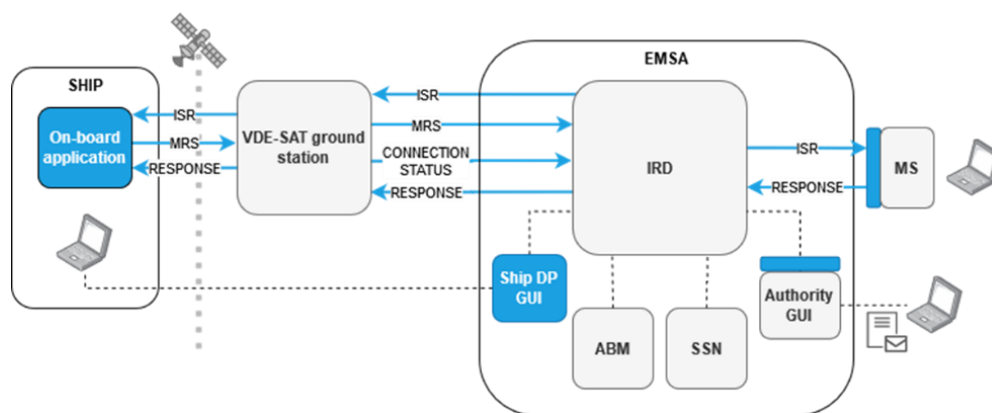 SHIP
EMSA
On-board
application
ISR
MRS
RESPONSE
VDE-SAT ground
station
ISR
MRS
CONNECTION
STATUS
RESPONSE
IRD
ISR
RESPONSE
MS
Ship DP
GUI
ABM
SSN
Authority
GUI